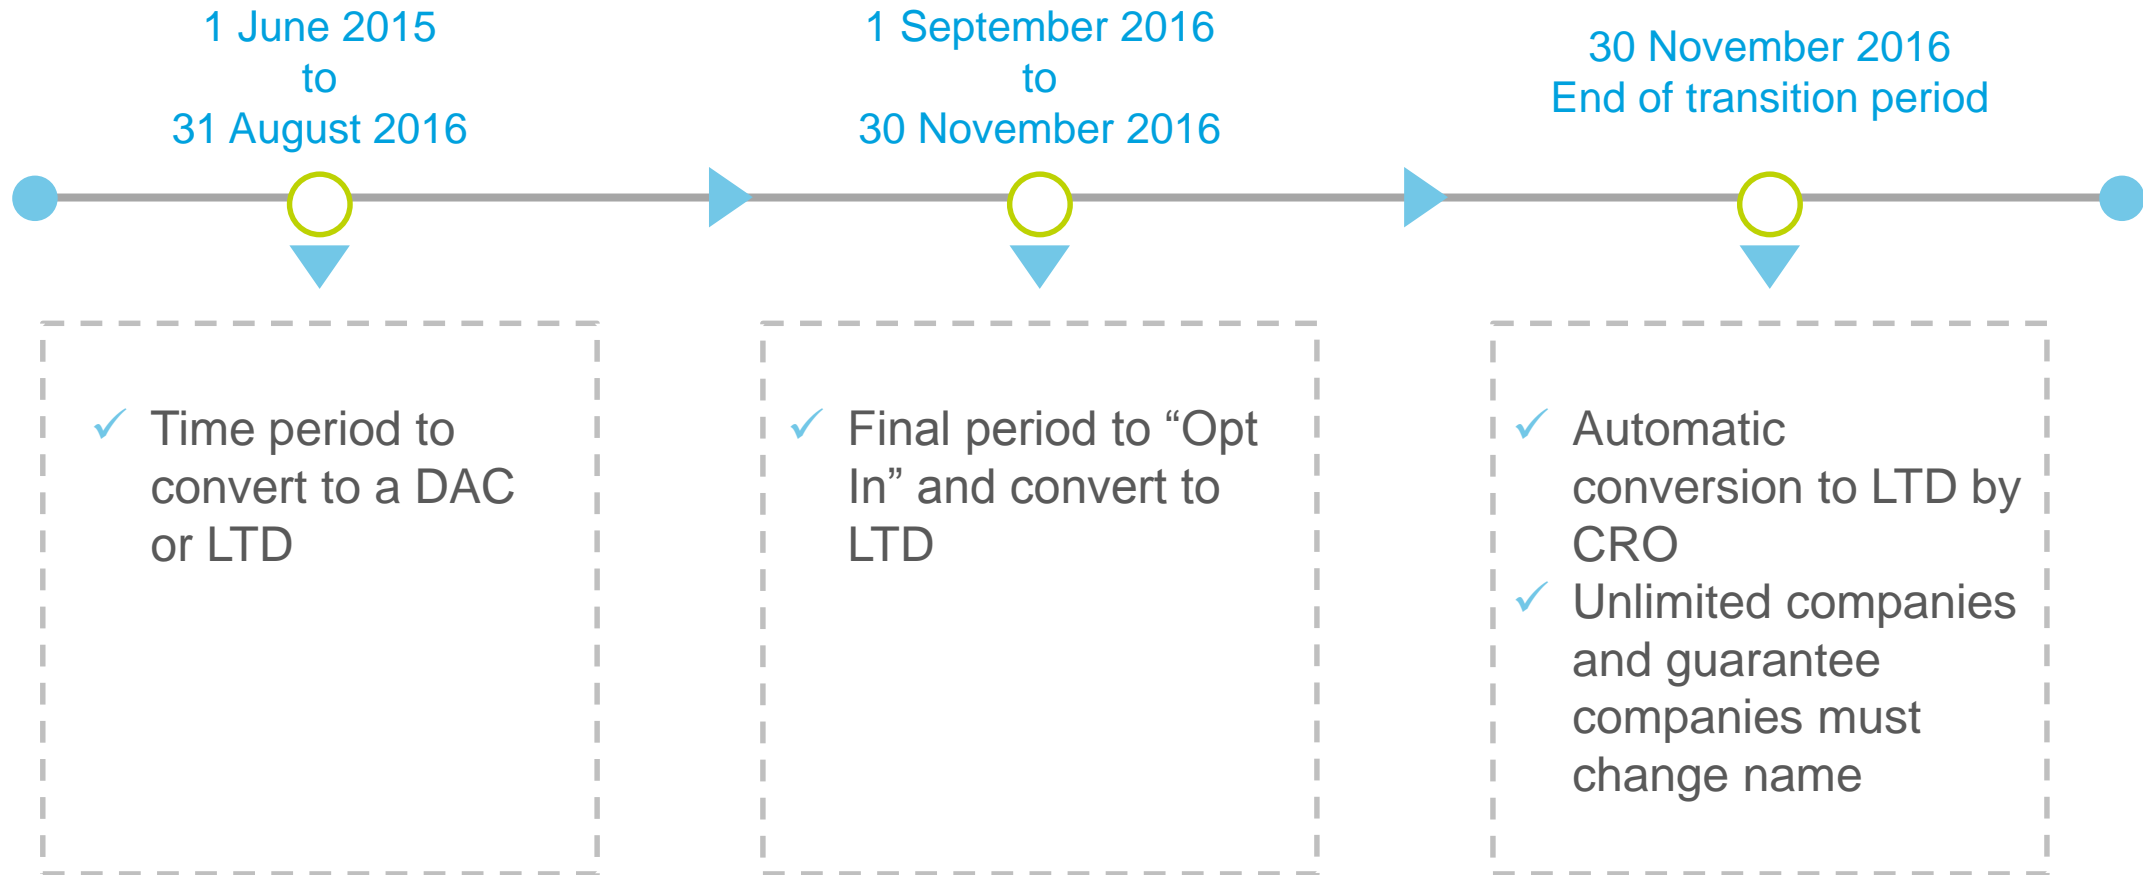 1 June 2015
to
31 August 2016
1 September 2016
to
30 November 2016
30 November 2016
End of transition period
✓ Time period to
convert to a DAC
or LTD
✓ Final period to “Opt
In” and convert to
LTD
✓ Automatic
conversion to LTD by
CRO
✓ Unlimited companies
and guarantee
companies must
change name